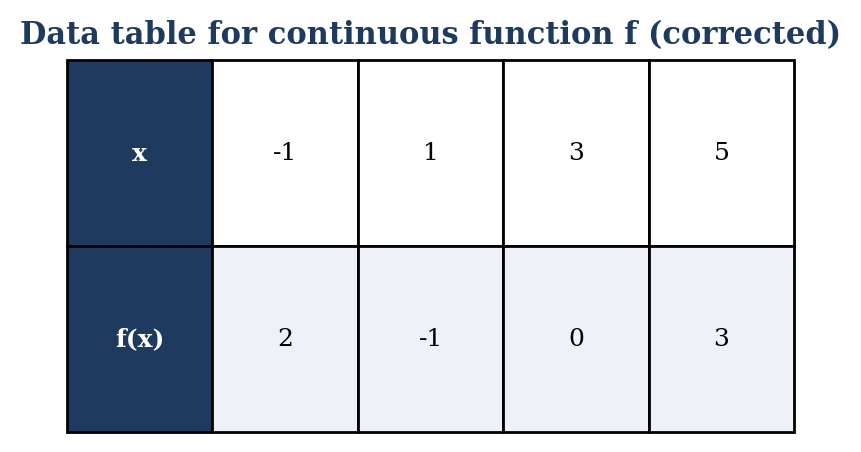 Data table for continuous function f (corrected)
x -1 1 3 5
f(x) 2 -1 0 3